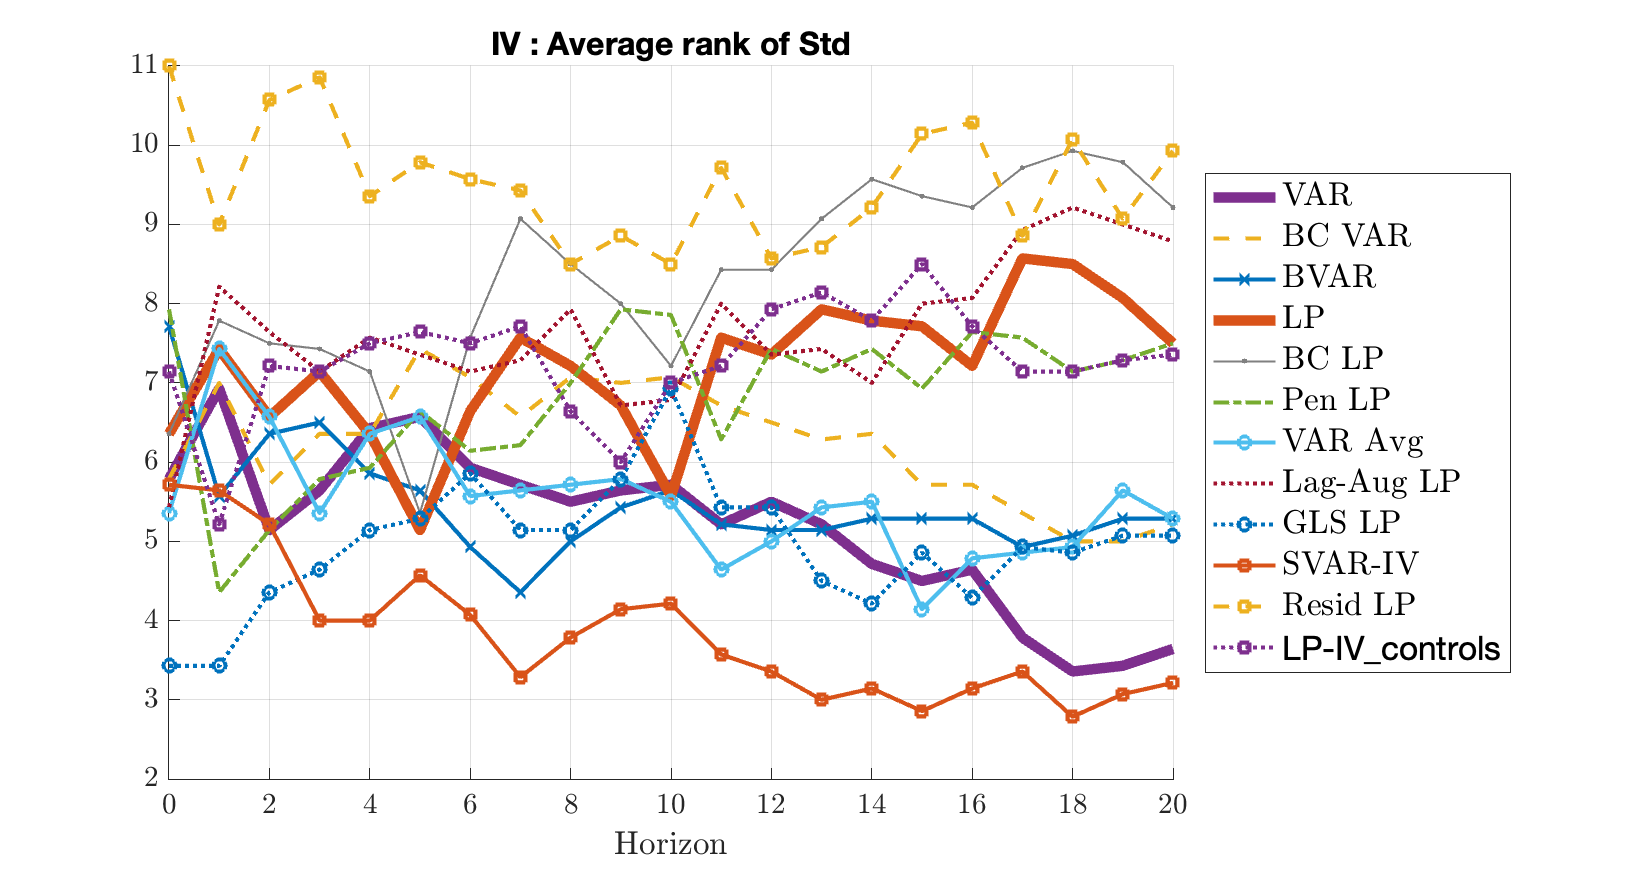 IV : Average rank of Std
11
10
9
8
7
6
5
4
3
2
0 2 4 6 8 10 12 14 16 18 20
Horizon
VAR
BC VAR
BVAR
LP
BC LP
Pen LP
VAR Avg
Lag-Aug LP
GLS LP
SVAR-IV
Resid LP
LP-IV_controls